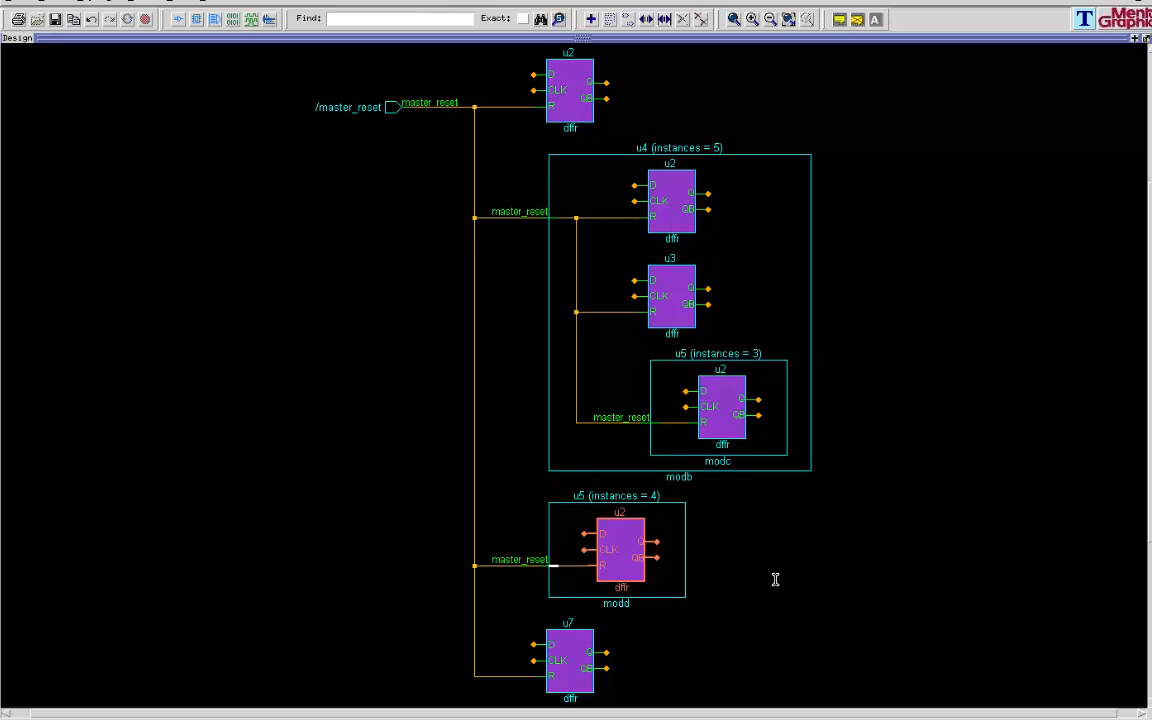 Find:
Exact:
T
A
Design
/master_reset
master_reset
u2
D
CLK
R
Q
QB
dffr
u4 (instances = 5)
master_reset
u2
D
CLK
R
Q
QB
dffr
u3
D
CLK
R
Q
QB
dffr
u5 (instances = 3)
master_reset
u2
D
CLK
R
Q
QB
dffr
modc
modb
u5 (instances = 4)
master_reset
u2
D
CLK
R
Q
QB
dffr
modd
u7
D
CLK
R
Q
QB
dffr